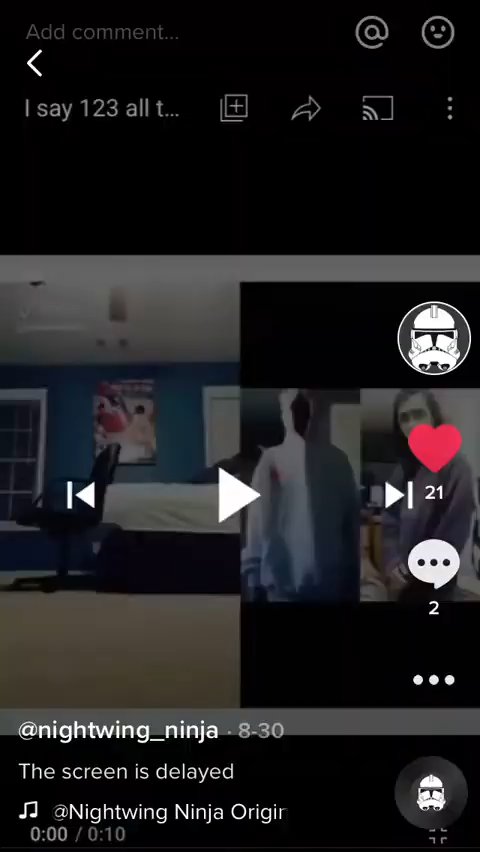 Add comment...
I say 123 all t...
21
2
@nightwing_ninja · 8-30
The screen is delayed
@Nightwing Ninja Origin
0:00 / 0:10